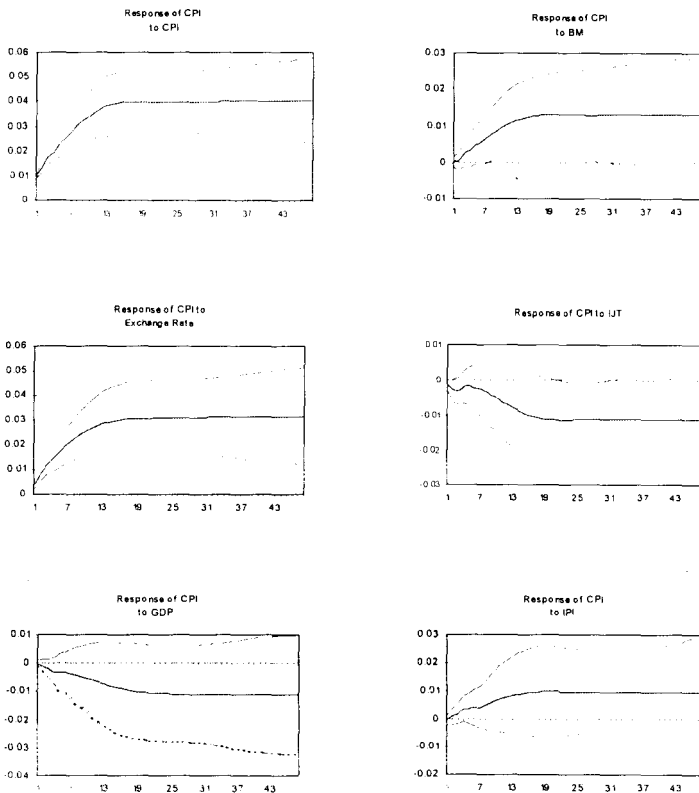 Response of CPI
to CPI
0.06
0.05
0.04
0.03
0.02
0.01
0
1 13 19 25 31 37 43
Response of CPI
to BM
0.03
0.02
0.01
0
-0.01
1 7 13 19 25 31 37 43
Response of CPI to
Exchange Rate
0.06
0.05
0.04
0.03
0.02
0.01
0
1 7 13 19 25 31 37 43
Response of CPI to IJT
0.01
0
-0.01
-0.02
-0.03
1 7 13 19 25 31 37 43
Response of CPI
to GDP
0.01
0
-0.01
-0.02
-0.03
-0.04
1 7 13 19 25 31 37 43
Response of CPI
to IPI
0.03
0.02
0.01
0
-0.01
-0.02
7 13 19 25 31 37 43